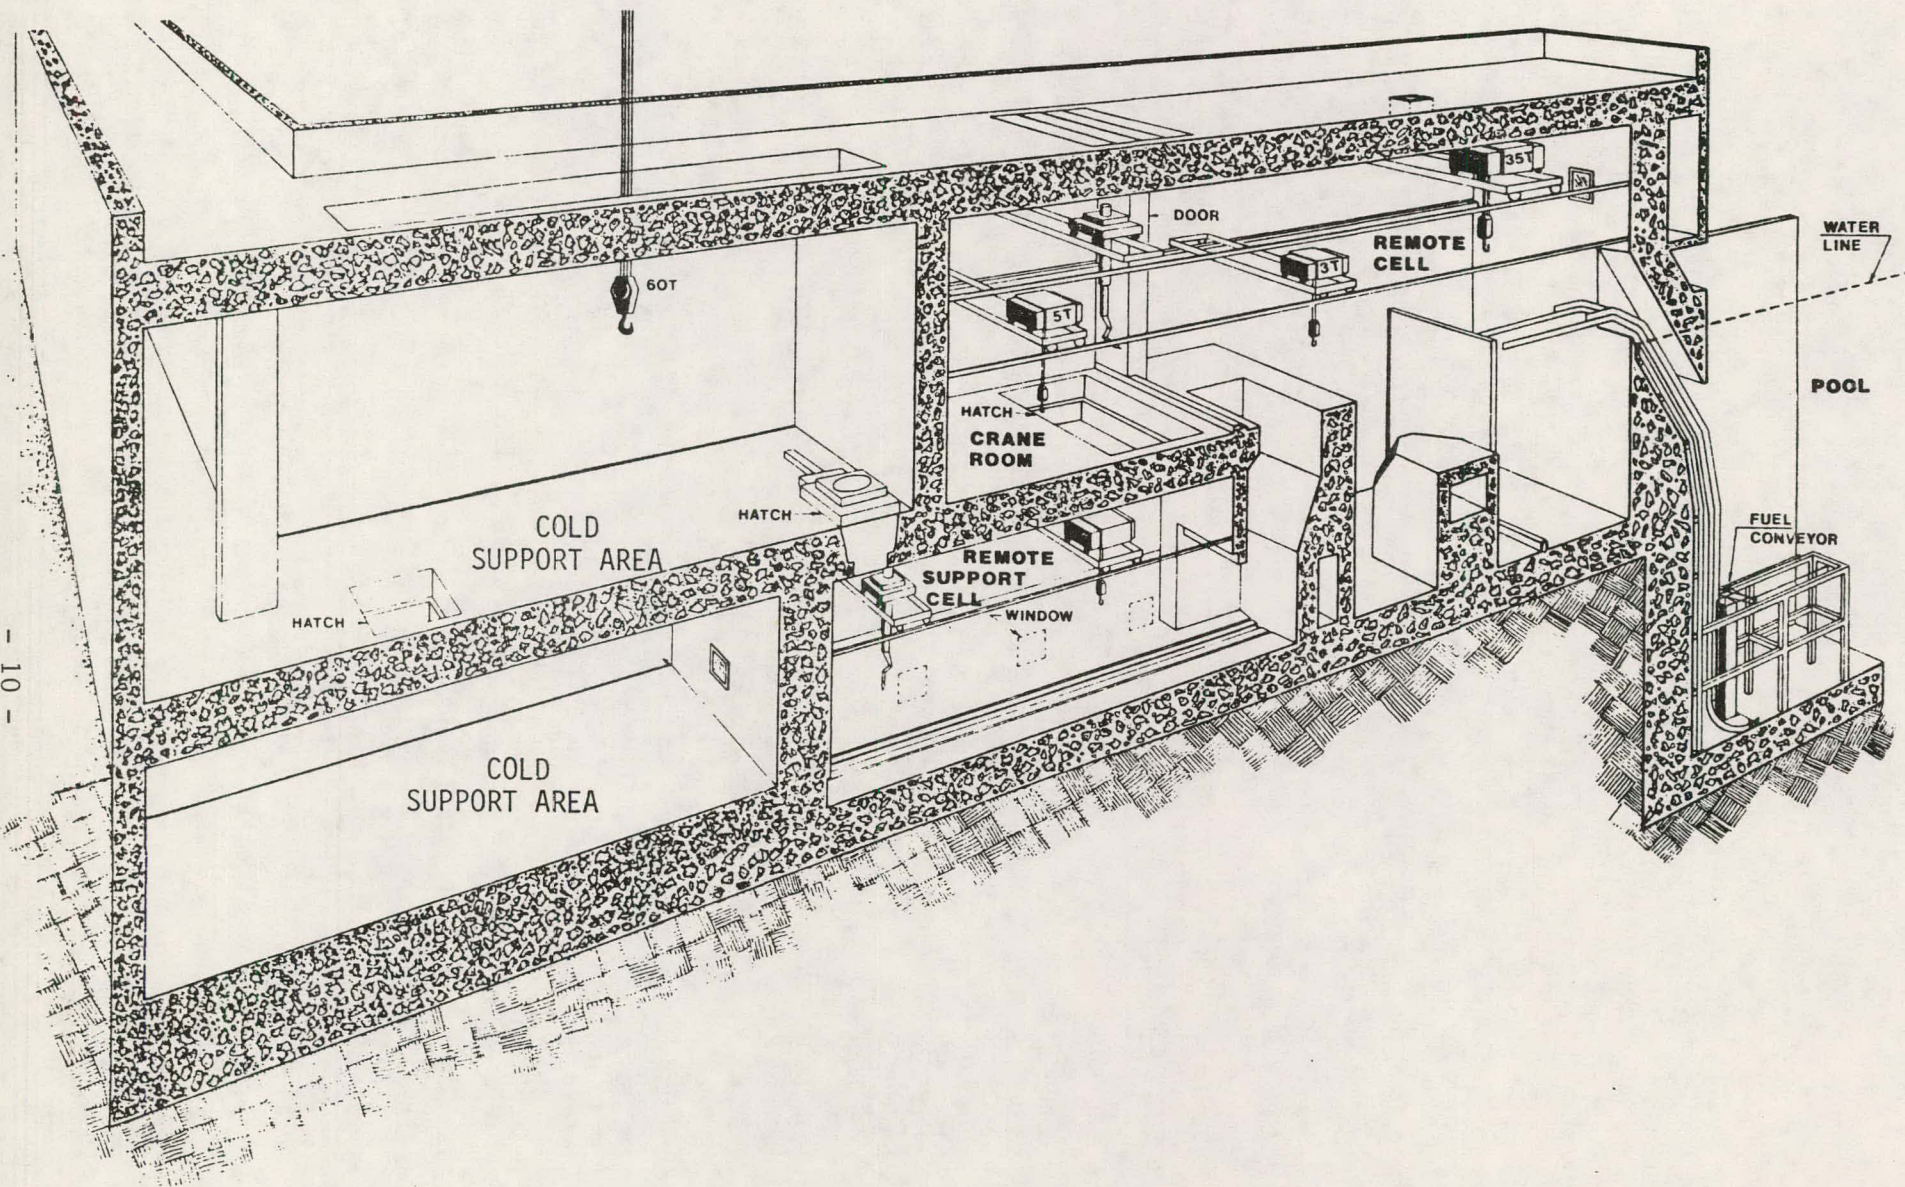 35T
DOOR
WATER
LINE
REMOTE
CELL
60T
3T
5T
POOL
HATCH
CRANE
ROOM
HATCH
COLD
SUPPORT AREA
FUEL
CONVEYOR
REMOTE
SUPPORT
CELL
WINDOW
HATCH
COLD
SUPPORT AREA
- 10 -